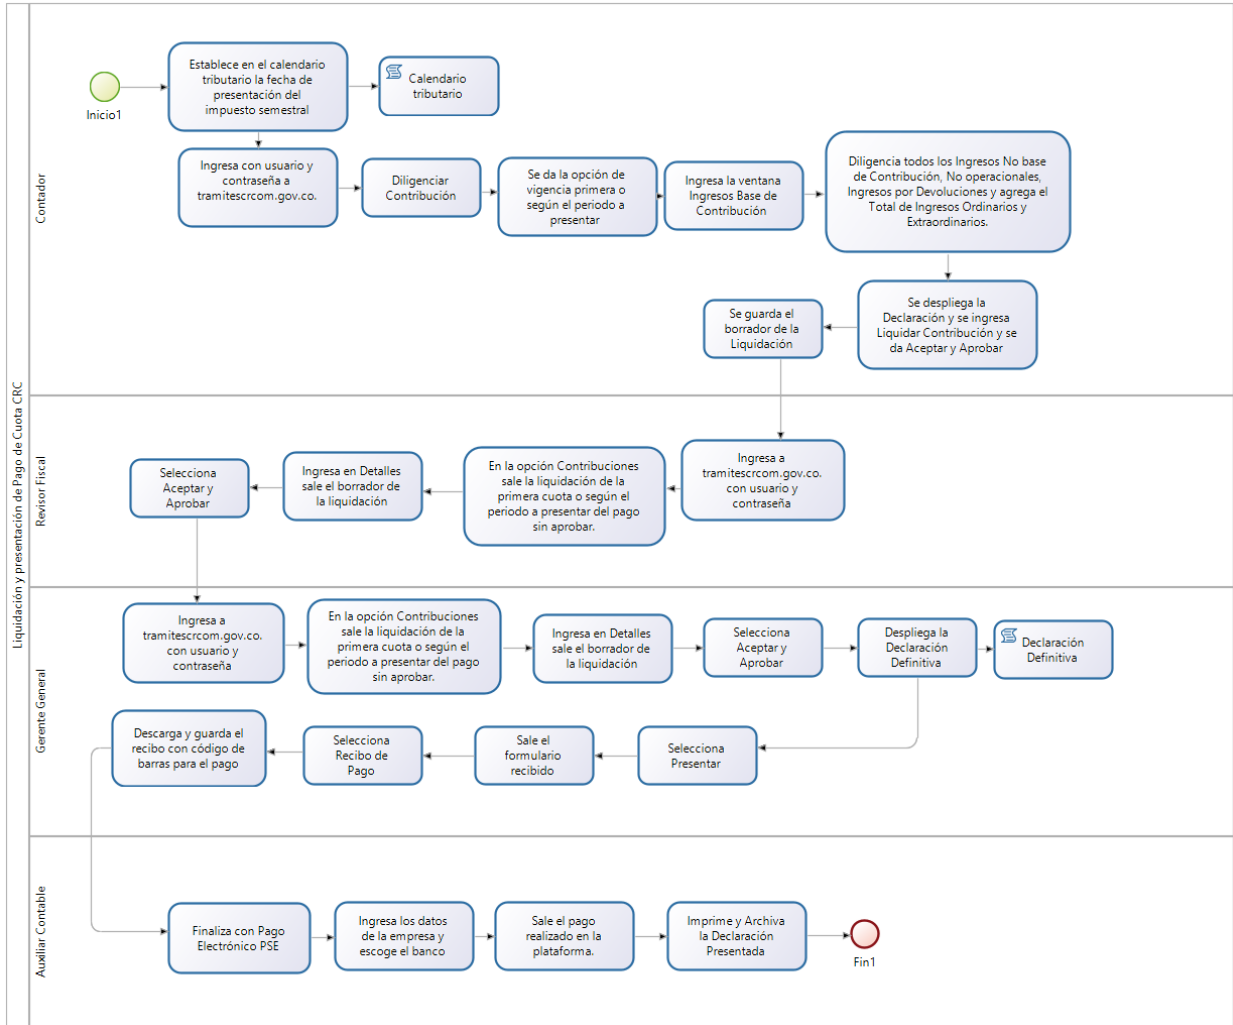 Liquidación y presentación de Pago de Cuota CRC
Contador
Inicio1
Establece en el calendario
tributario la fecha de
presentación del
impuesto semestral
Calendario
tributario
Ingresa con usuario y
contraseña a
tramitescrcom.gov.co.
Diligenciar
Contribución
Se da la opción de
vigencia primera o
según el periodo a
presentar
Ingresa la ventana
Ingresos Base de
Contribución
Diligencia todos los Ingresos No base
de Contribución, No operacionales,
Ingresos por Devoluciones y agrega el
Total de Ingresos Ordinarios y
Extraordinarios.
Se despliega la
Declaración y se ingresa
Liquidar Contribución y se
da Aceptar y Aprobar
Se guarda el
borrador de la
Liquidación
Revisor Fiscal
Ingresa a
tramitescrcom.gov.co.
con usuario y
contraseña
En la opción Contribuciones
sale la liquidación de la
primera cuota o según el
periodo a presentar del pago
sin aprobar.
Ingresa en Detalles
sale el borrador de
la liquidación
Selecciona
Aceptar y
Aprobar
Gerente General
Ingresa a
tramitescrcom.gov.co.
con usuario y
contraseña
En la opción Contribuciones
sale la liquidación de la
primera cuota o según el
periodo a presentar del pago
sin aprobar.
Ingresa en Detalles
sale el borrador de
la liquidación
Selecciona
Aceptar y
Aprobar
Despliega la
Declaración
Definitiva
Declaración
Definitiva
Selecciona
Presentar
Sale el
formulario
recibido
Selecciona
Recibo de
Pago
Descarga y guarda el
recibo con código de
barras para el pago
Auxiliar Contable
Finaliza con Pago
Electrónico PSE
Ingresa los datos
de la empresa y
escoge el banco
Sale el pago
realizado en la
plataforma.
Imprime y Archiva
la Declaración
Presentada
Fin1